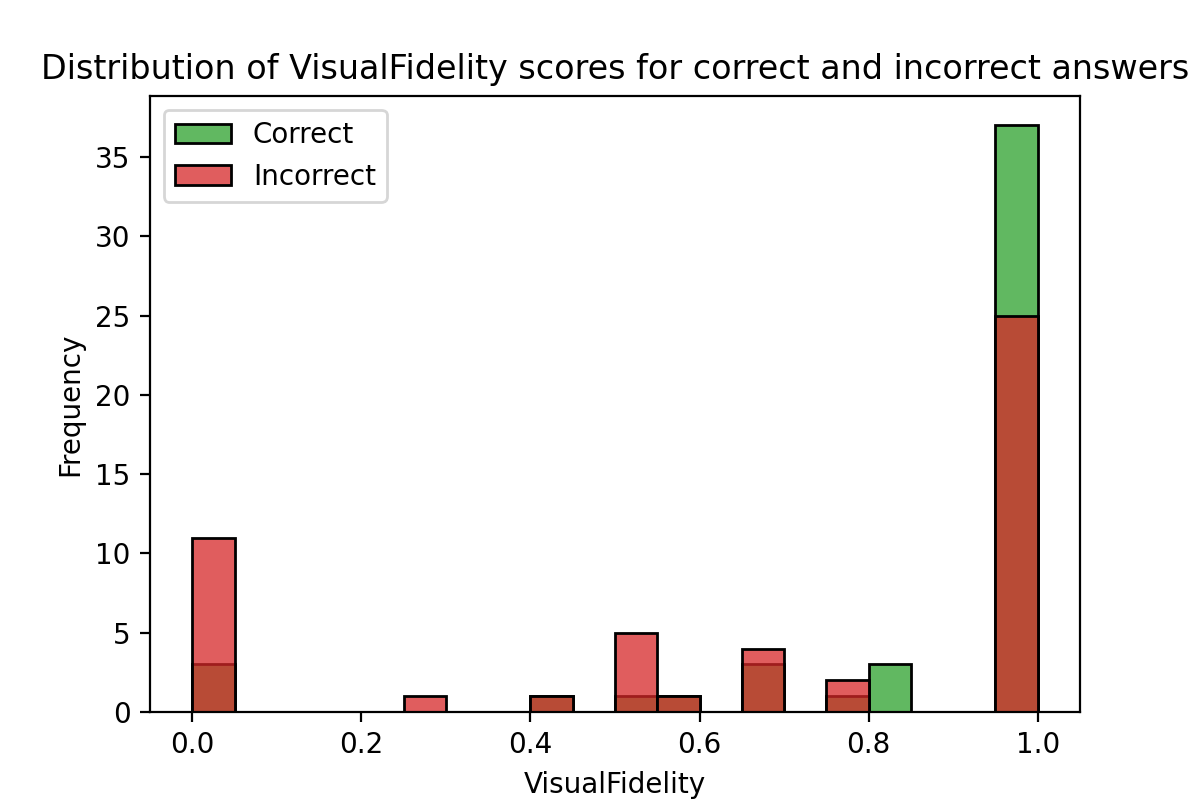 Distribution of VisualFidelity scores for correct and incorrect answers
Correct
Incorrect
35
30
25
20
15
10
5
0
Frequency
0.0 0.2 0.4 0.6 0.8 1.0
VisualFidelity